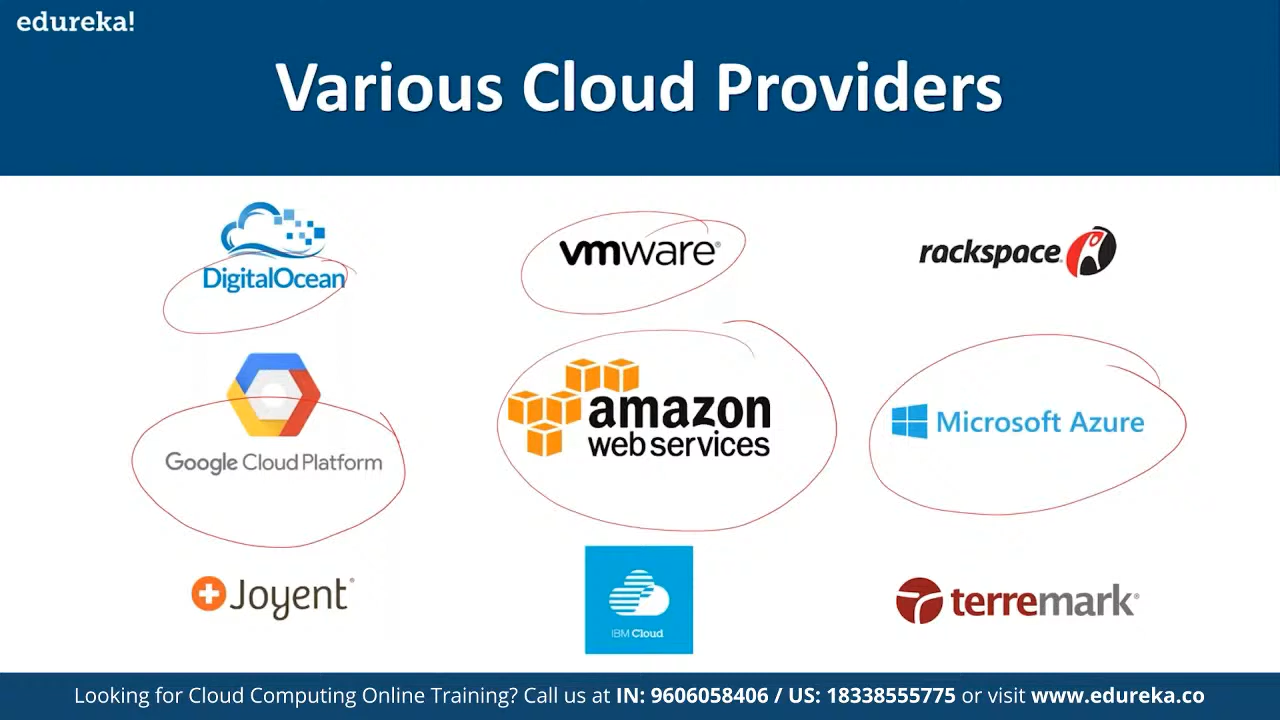 edureka!
Various Cloud Providers
DigitalOcean
vmware®
rackspace.
Google Cloud Platform
amazon
web services
Microsoft Azure
Joyent®
IBM Cloud
terremark®
Looking for Cloud Computing Online Training? Call us at IN: 9606058406 / US: 18338555775 or visit www.edureka.co